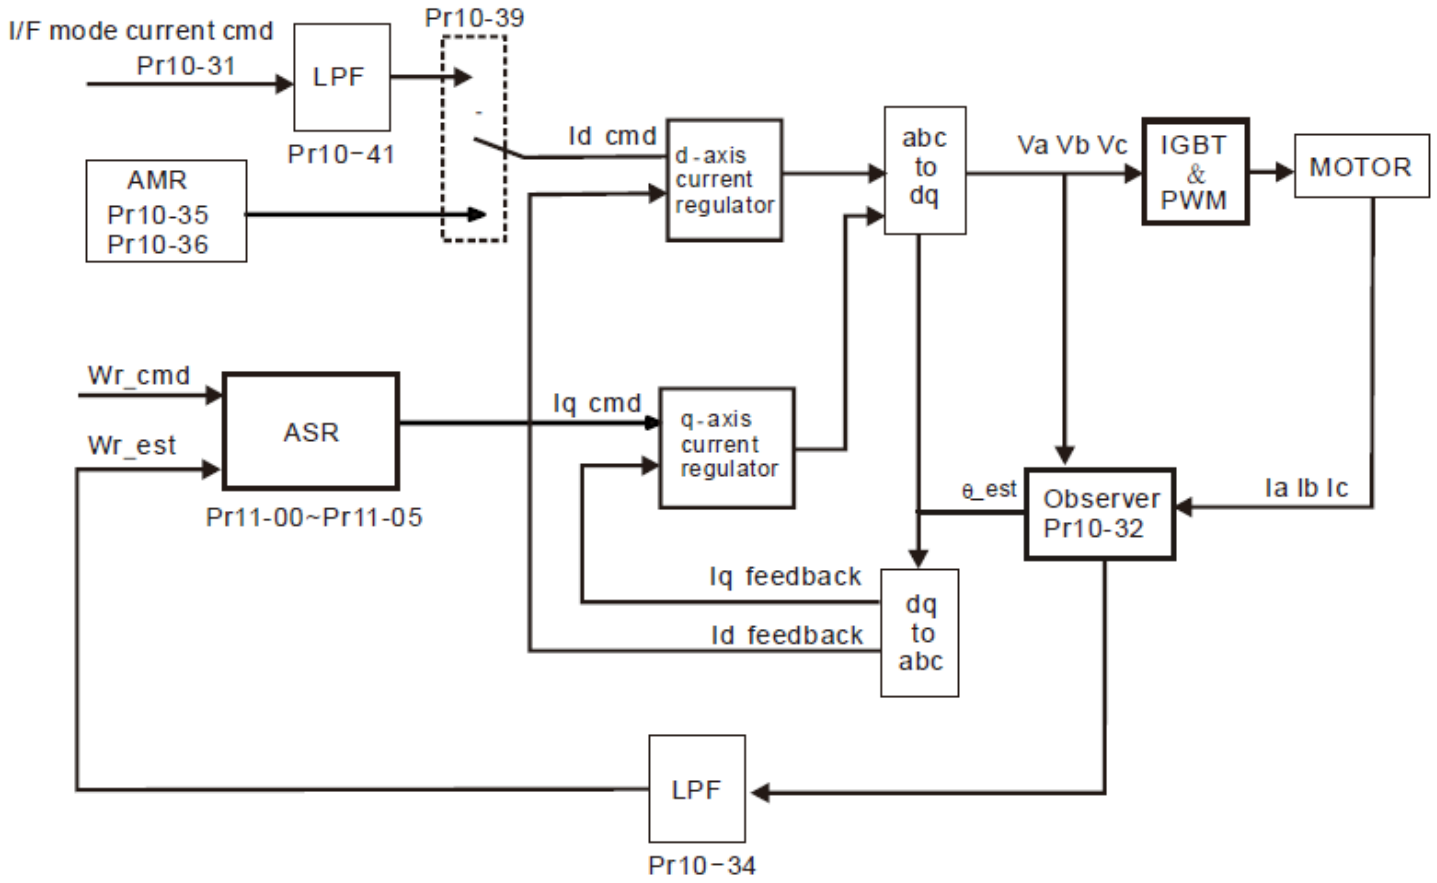 I/F mode current cmd
Pr10-31
LPF
Pr10-41
Pr10-39
-
AMR
Pr10-35
Pr10-36
Id cmd
d-axis
current
regulator
abc
to
dq
Va Vb Vc
IGBT
&
PWM
MOTOR
Wr_cmd
Wr_est
ASR
Pr11-00~Pr11-05
Iq cmd
q-axis
current
regulator
θ_est
Observer
Pr10-32
Ia Ib Ic
Iq feedback
Id feedback
dq
to
abc
LPF
Pr10-34